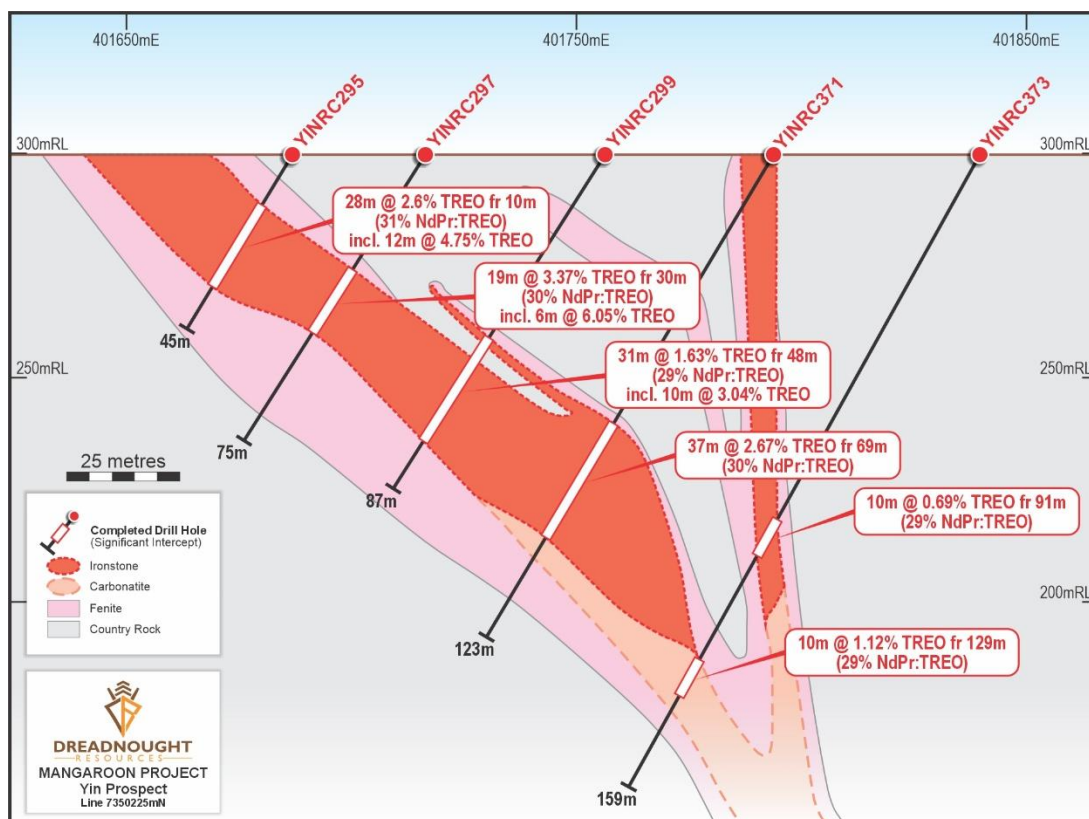 401650mE
401750mE
401850mE
YINRC295
YINRC297
YINRC299
YINRC371
YINRC373
300mRL
300mRL
28m @ 2.6% TREO fr 10m
(31% NdPr:TREO)
incl. 12m @ 4.75% TREO
19m @ 3.37% TREO fr 30m
(30% NdPr:TREO)
incl. 6m @ 6.05% TREO
45m
250mRL
250mRL
31m @ 1.63% TREO fr 48m
(29% NdPr:TREO)
incl. 10m @ 3.04% TREO
75m
37m @ 2.67% TREO fr 69m
(30% NdPr:TREO)
25 metres
87m
10m @ 0.69% TREO fr 91m
(29% NdPr:TREO)
Completed Drill Hole
(Significant Intercept)
Ironstone
Carbonatite
Fenite
Country Rock
200mRL
123m
10m @ 1.12% TREO fr 129m
(29% NdPr:TREO)
DREADNOUGHT
RESOURCES
MANGAROON PROJECT
Yin Prospect
Line 7350225mN
159m